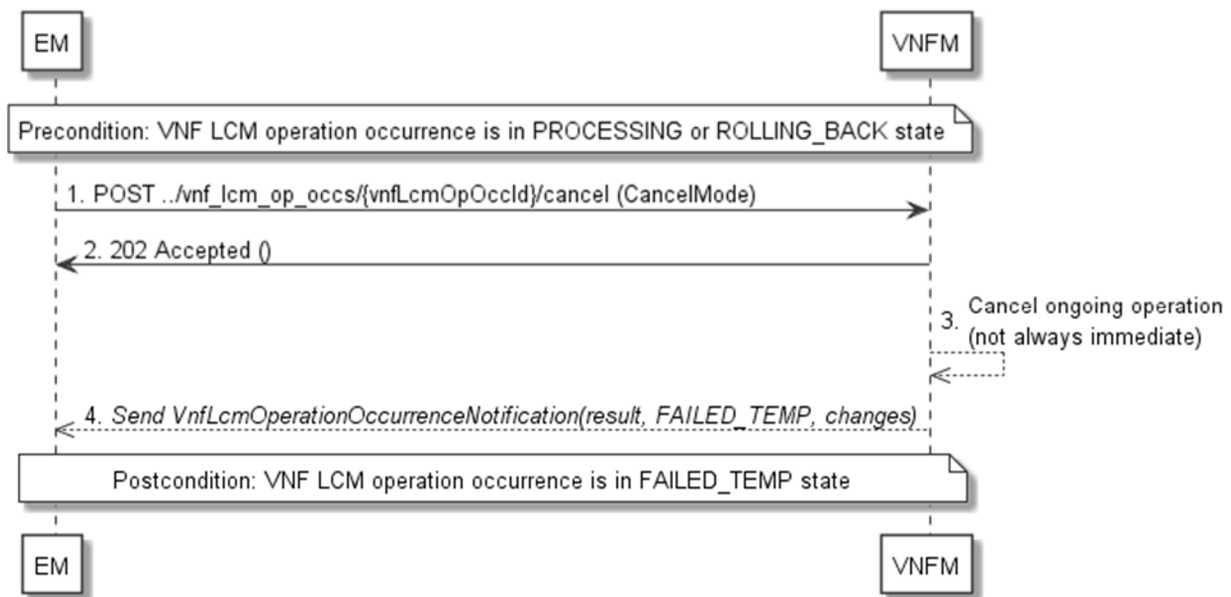 EM
VNFM
Precondition: VNF LCM operation occurrence is in PROCESSING or ROLLING_BACK state
1. POST ../vnf_lcm_op_occs/{vnfLcmOpOccId}/cancel (CancelMode)
2. 202 Accepted ()
3. Cancel ongoing operation
(not always immediate)
4. Send VnfLcmOperationOccurrenceNotification(result, FAILED_TEMP, changes)
Postcondition: VNF LCM operation occurrence is in FAILED_TEMP state
EM
VNFM